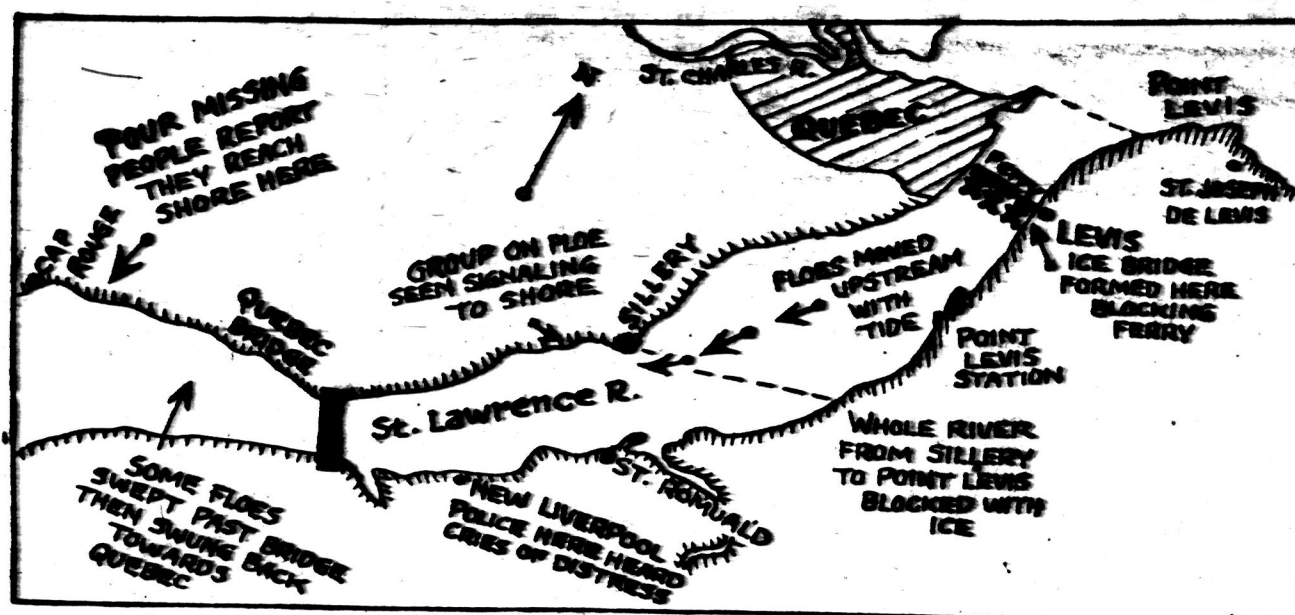 ST. CHARLES R.
QUEBEC
POINT
LEVIS
ST. JOSEPH
DE LEVIS
FOUR MISSING
PEOPLE REPORT
THEY REACH
SHORE HERE
CAP
ROUGE
GROUP ON FLOE
SEEN SIGNALING
TO SHORE
SILLERY
FLOES MOVED
UPSTREAM
WITH
TIDE
LEVIS
ICE BRIDGE
FORMED HERE
BLOCKING
FERRY
QUEBEC
BRIDGE
St. Lawrence R.
POINT
LEVIS
STATION
WHOLE RIVER
FROM SILLERY
TO POINT LEVIS
BLOCKED WITH
ICE
SOME FLOES
SWEPT PAST BRIDGE
THEN SWUNG BACK
TOWARDS
QUEBEC
NEW LIVERPOOL
POLICE HERE HEARD
CRIES OF DISTRESS
ST. ROMUALD